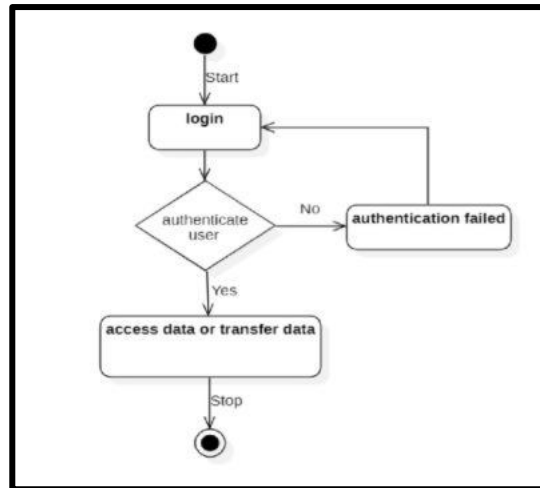 Start
login
authenticate
user
No
authentication failed
Yes
access data or transfer data
Stop